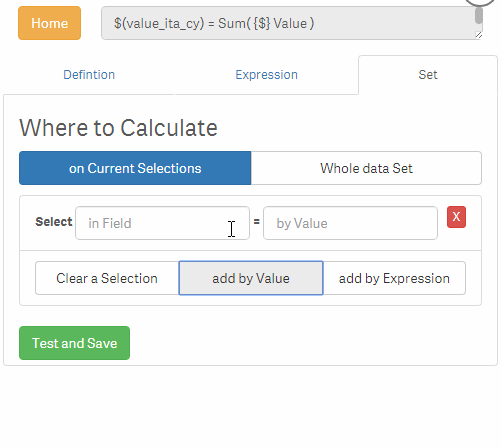 Home $(value_ita_cy) = Sum({$} Value)
Defintion Expression Set
Where to Calculate
on Current Selections Whole data Set
Select in Field = by Value X
Clear a Selection add by Value add by Expression
Test and Save